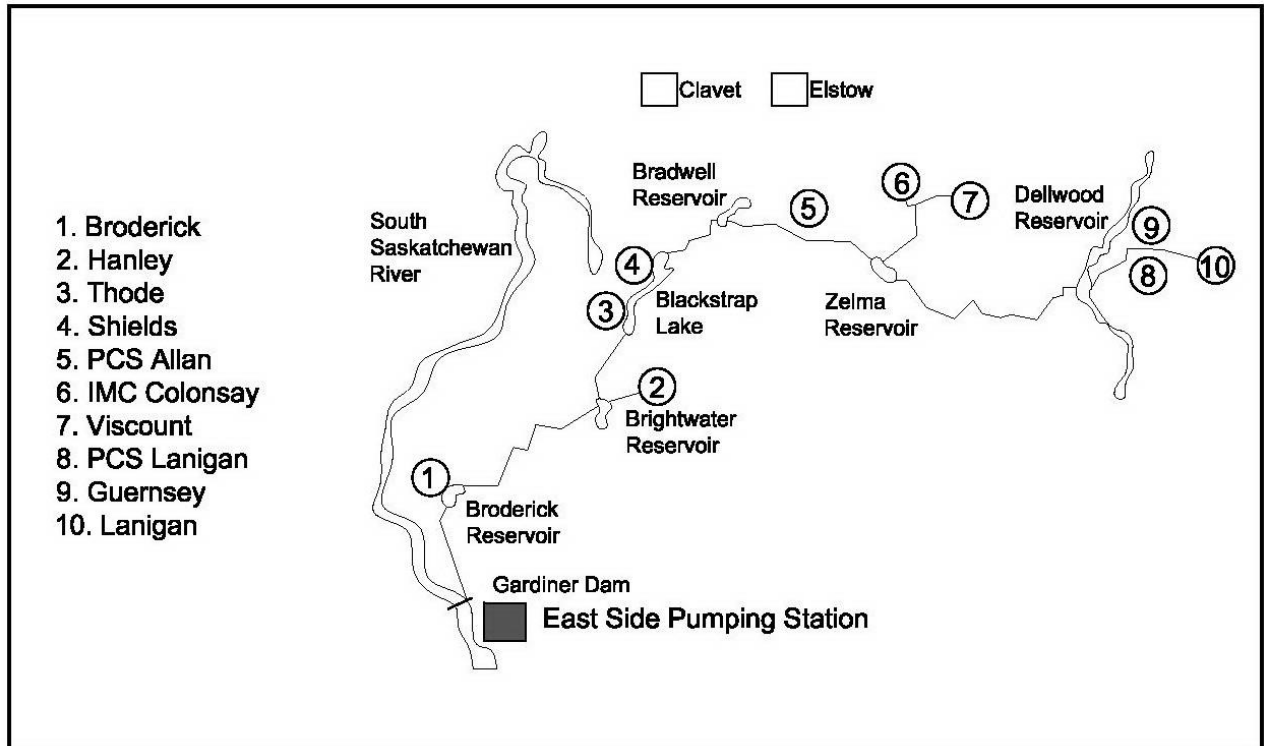 Clavet
Elstow
Bradwell
Reservoir
6
5
7
Dellwood
Reservoir
9
South
Saskatchewan
River
4
8
10
3
Blackstrap
Lake
Zelma
Reservoir
1. Broderick
2. Hanley
3. Thode
4. Shields
5. PCS Allan
6. IMC Colonsay
7. Viscount
8. PCS Lanigan
9. Guernsey
10. Lanigan
2
Brightwater
Reservoir
1
Broderick
Reservoir
Gardiner Dam
East Side Pumping Station